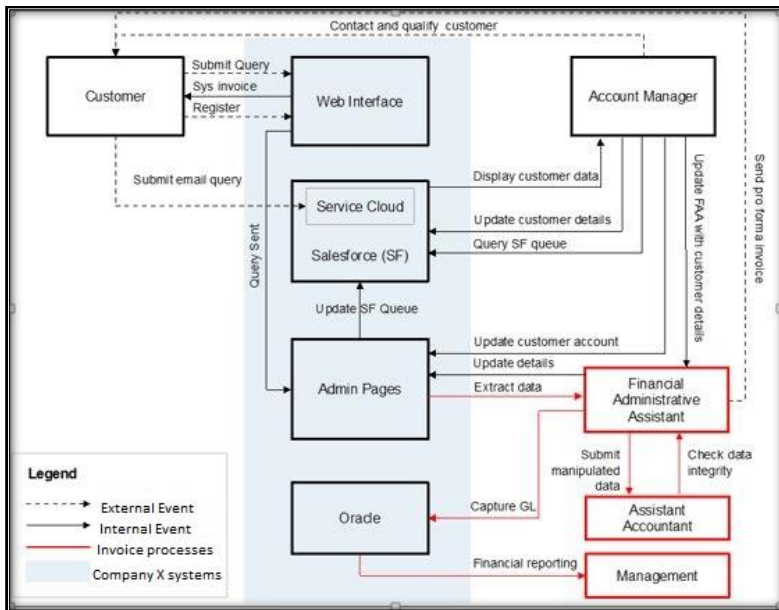 Contact and qualify customer
Submit Query
Sys invoice
Register
Customer
Web Interface
Account Manager
Submit email query
Display customer data
Service Cloud
Salesforce (SF)
Update customer details
Query SF queue
Query Sent
Update FAA with
customer details
Send pro forma
invoice
Update SF Queue
Update customer account
Update details
Extract data
Admin Pages
Financial
Administrative
Assistant
Submit
manipulated
data
Check data
integrity
Legend
External Event
Internal Event
Invoice processes
Company X systems
Oracle
Capture GL
Assistant
Accountant
Financial reporting
Management